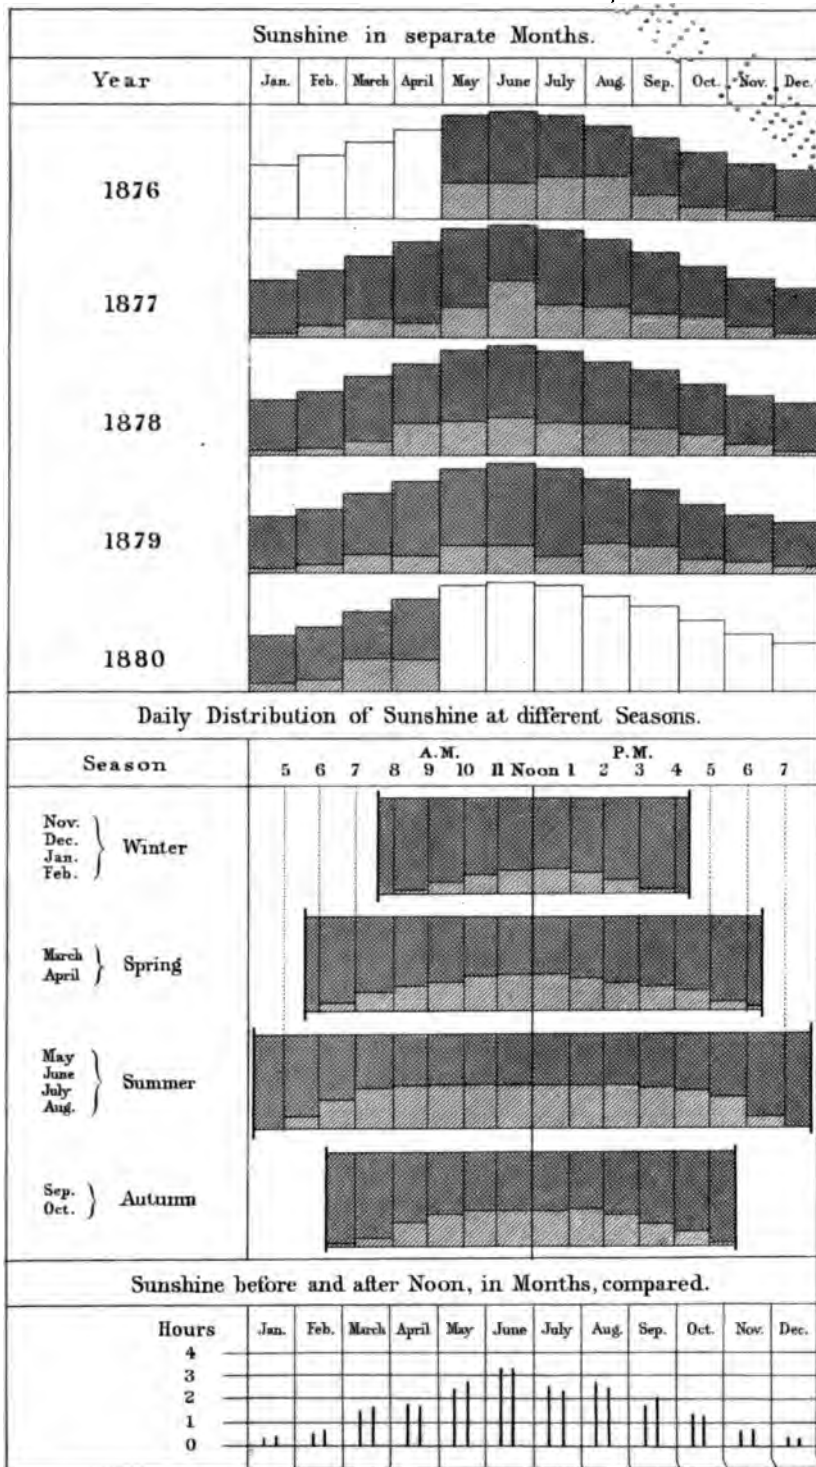 Sunshine in separate Months.
Year Jan. Feb. March April May June July Aug. Sep. Oct. Nov. Dec.
1876
1877
1878
1879
1880
Daily Distribution of Sunshine at different Seasons.
Season A.M. P.M.
5 6 7 8 9 10 11 Noon 1 2 3 4 5 6 7
Nov.
Dec.
Jan.
Feb.
Winter
March
April
Spring
May
June
July
Aug.
Summer
Sep.
Oct.
Autumn
Sunshine before and after Noon, in Months, compared.
Hours Jan. Feb. March April May June July Aug. Sep. Oct. Nov. Dec.
4
3
2
1
0